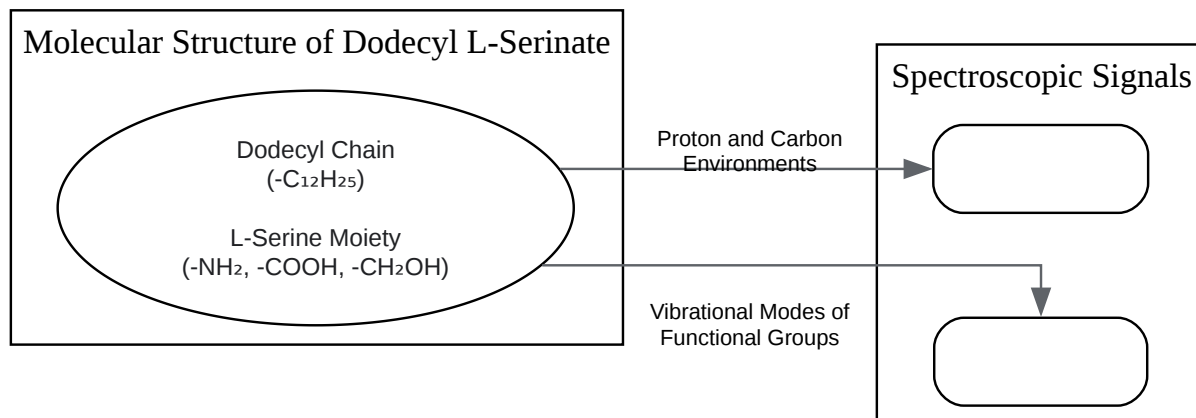 Molecular Structure of Dodecyl L-Serinate
Dodecyl Chain
(-C₁₂H₂₅)
L-Serine Moiety
(-NH₂, -COOH, -CH₂OH)
Proton and Carbon
Environments
Vibrational Modes of
Functional Groups
Spectroscopic Signals